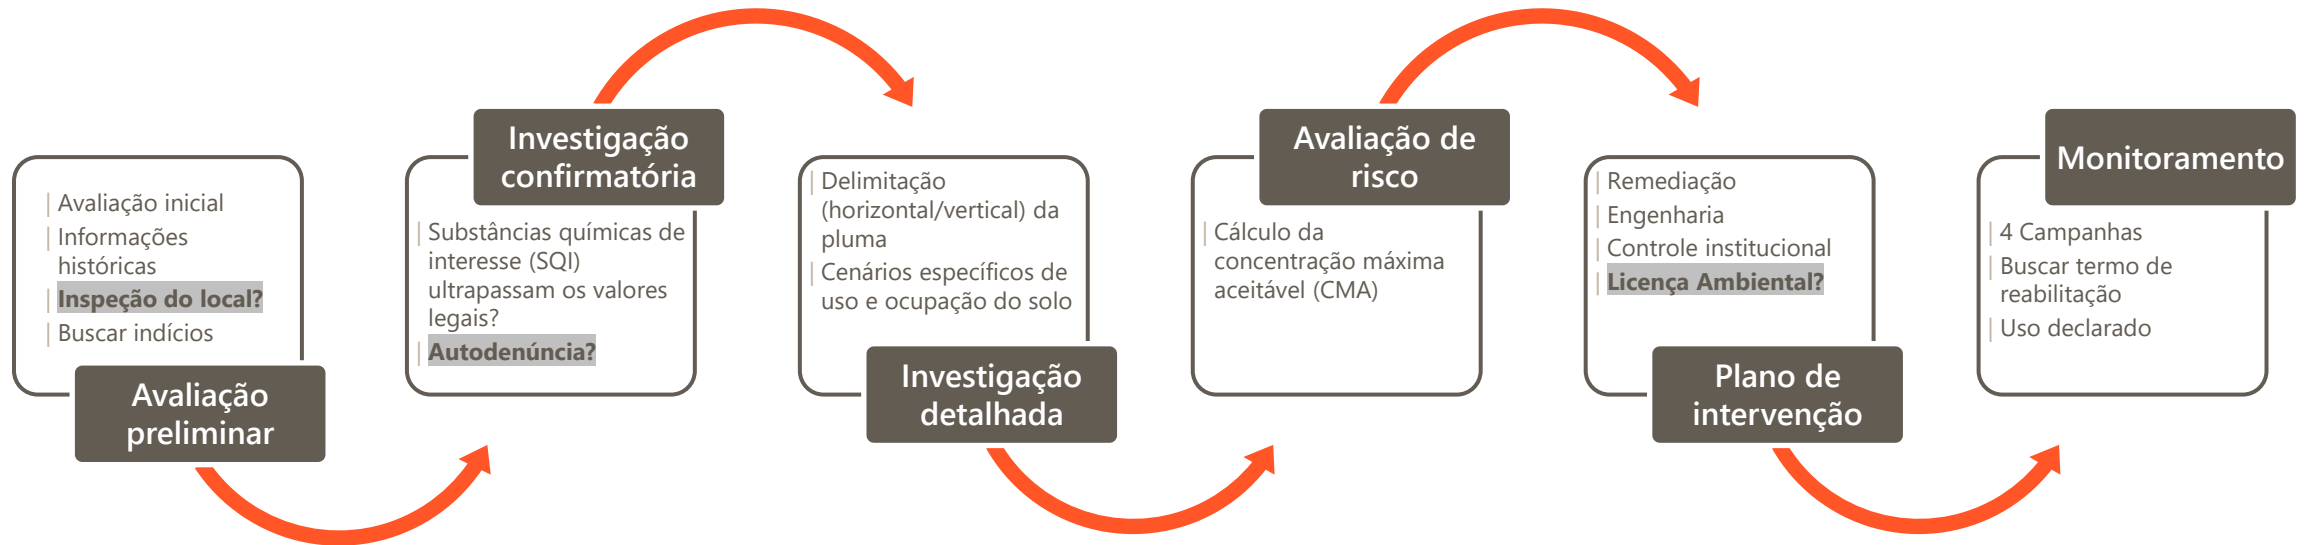 Avaliação inicial
Informações
históricas
Inspeção do local?
Buscar indícios
Avaliação
preliminar
Investigação
confirmatória
Substâncias químicas de
interesse (SQI)
ultrapassam os valores
legais?
Autodenúncia?
Delimitação
(horizontal/vertical) da
pluma
Cenários específicos de
uso e ocupação do solo
Investigação
detalhada
Avaliação de
risco
Cálculo da
concentração máxima
aceitável (CMA)
Remediação
Engenharia
Controle institucional
Licença Ambiental?
Plano de
intervenção
Monitoramento
4 Campanhas
Buscar termo de
reabilitação
Uso declarado